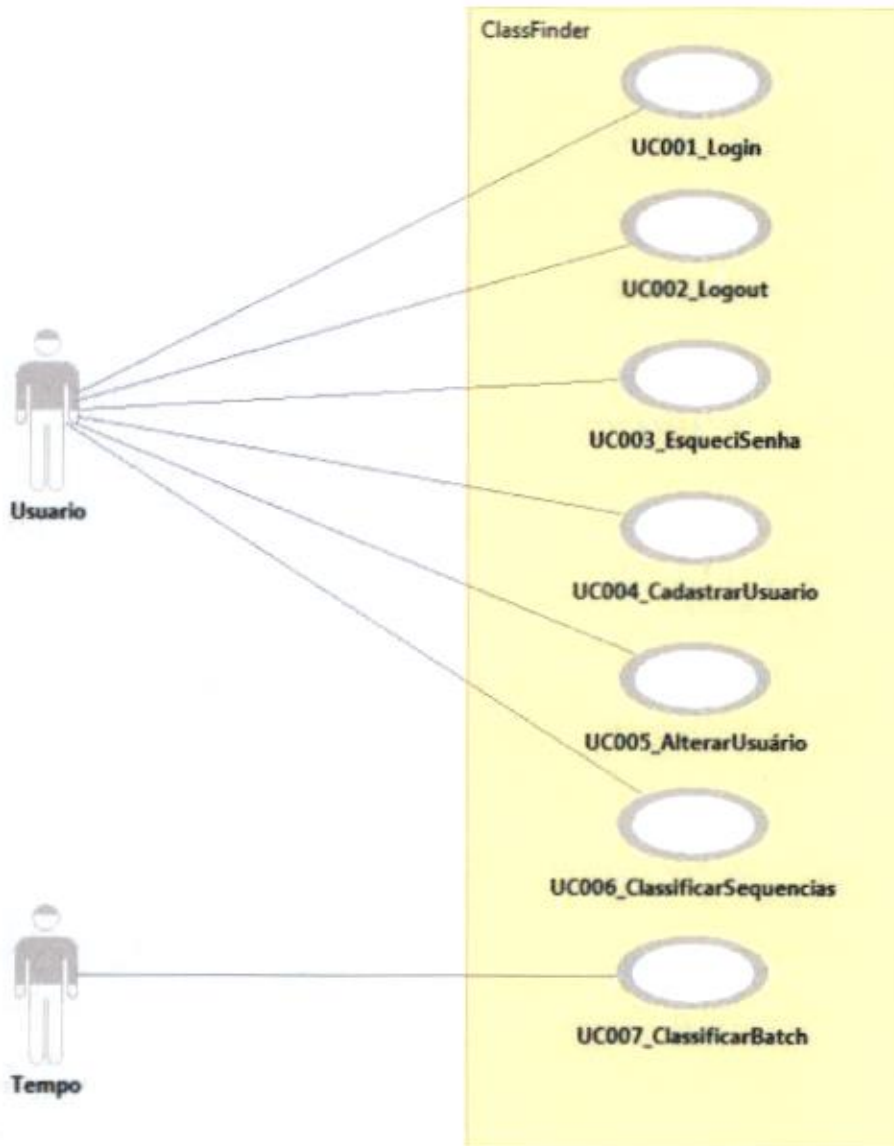 ClassFinder
UC001_Login
UC002_Logout
UC003_EsqueciSenha
Usuario
UC004_CadastrarUsuario
UC005_AlterarUsuário
UC006_ClassificarSequencias
UC007_ClassificarBatch
Tempo